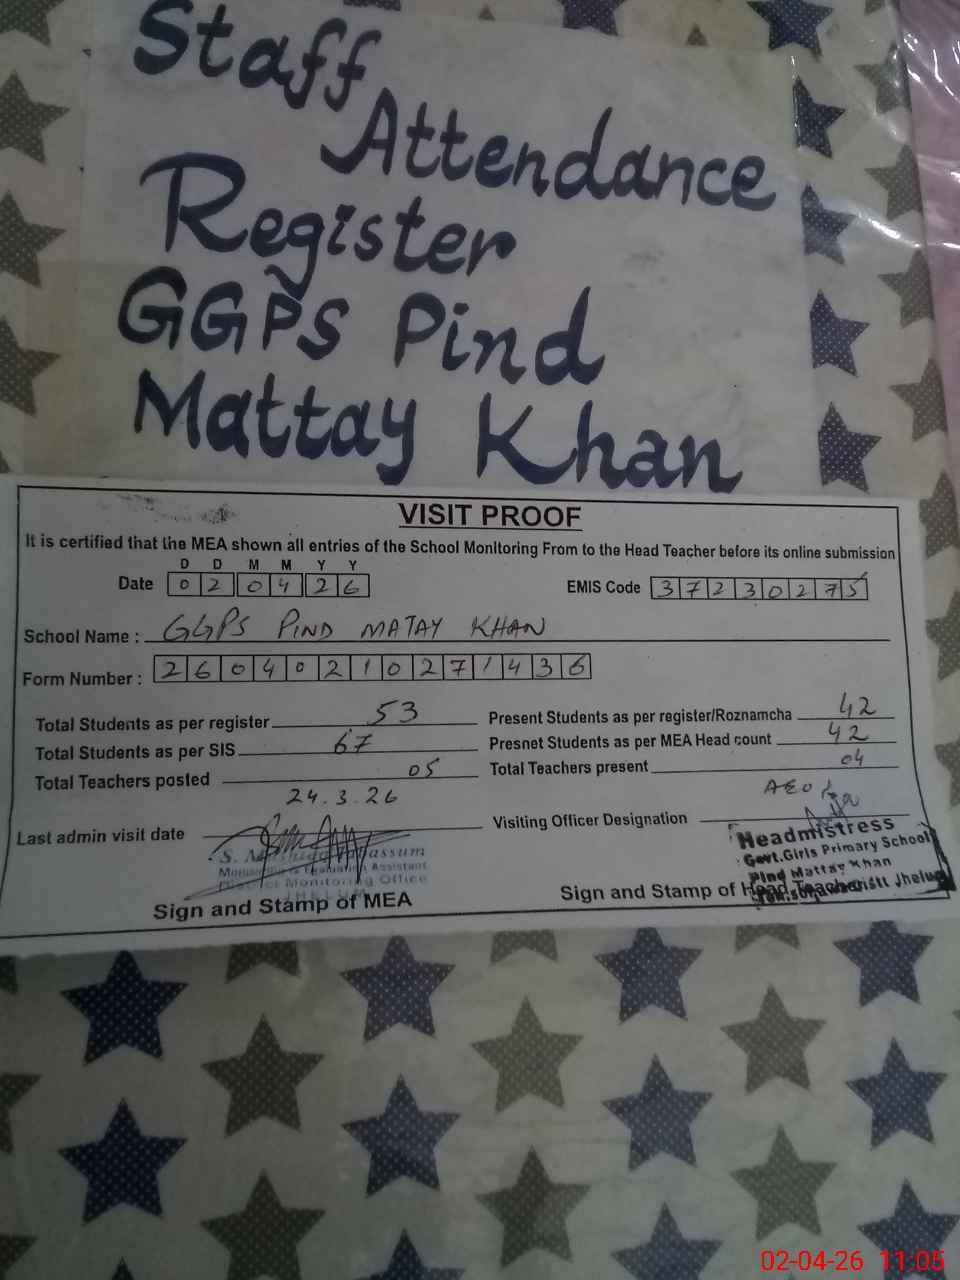 Staff
Attendance
Register
GGPS Pind
Mattay Khan
VISIT PROOF
It is certified that the MEA shown all entries of the School Monitoring From to the Head Teacher before its online submission
D D M M Y Y
Date 0 2 0 4 2 6 EMIS Code 3 7 2 3 0 2 7 5
School Name : GGPS PIND MATAY KHAN
Form Number : 2 6 0 4 0 2 1 0 2 7 1 4 3 6
Total Students as per register 53 Present Students as per register/Roznamcha 42
Total Students as per SIS 67 Presnet Students as per MEA Head count 42
Total Teachers posted 05 Total Teachers present 04
Last admin visit date 24.3.26 Visiting Officer Designation AEO
Monitoring & Evaluation Assistant
District Monitoring Office
Sign and Stamp of MEA
Headmistress
Govt.Girls Primary School
Pind Mattay Khan
Jhelum
Sign and Stamp of Head Teacher
02-04-26 11:05